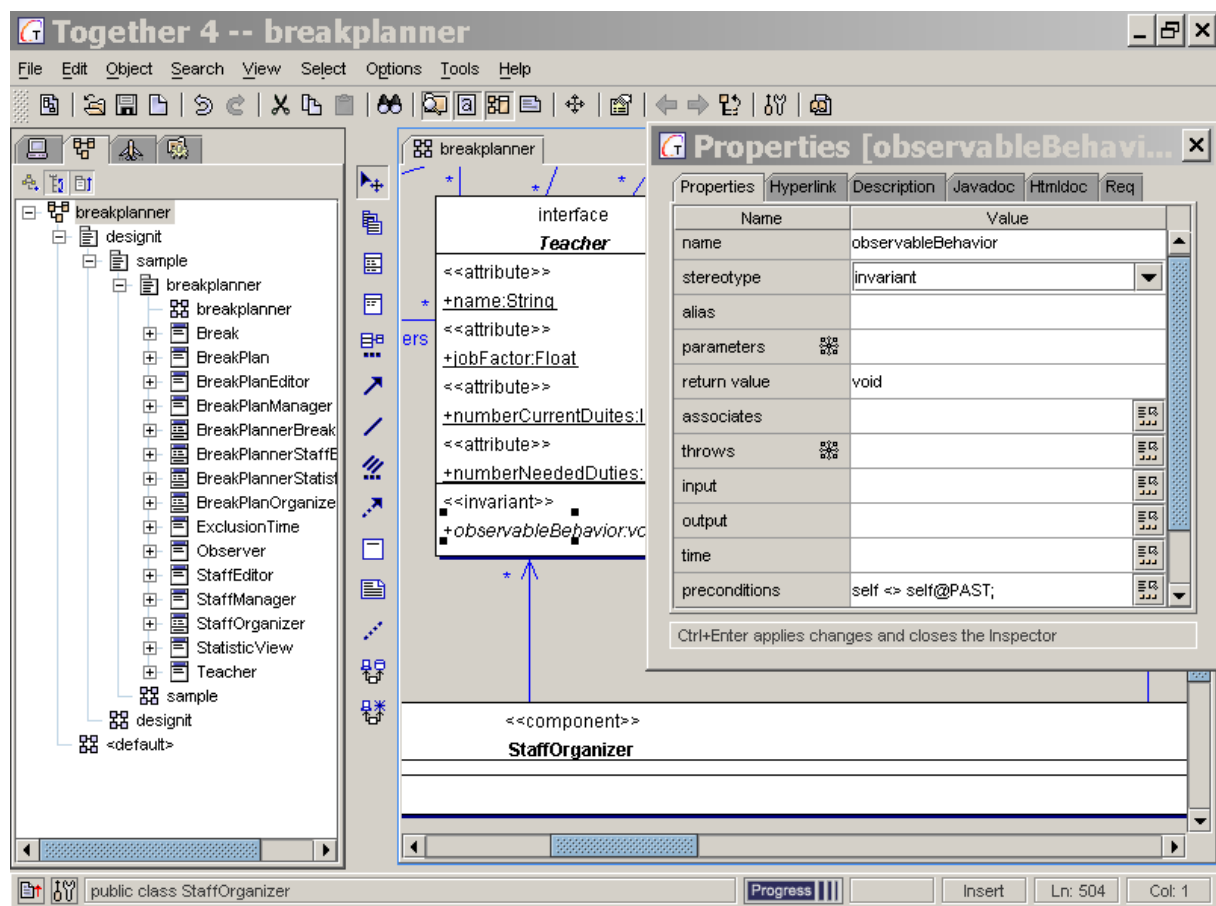 Together 4 -- breakplanner
File Edit Object Search View Select Options Tools Help
breakplanner
designit
sample
breakplanner
breakplanner
Break
BreakPlan
BreakPlanEditor
BreakPlanManager
BreakPlannerBreak
BreakPlannerStaffE
BreakPlannerStatist
BreakPlanOrganize
ExclusionTime
Observer
StaffEditor
StaffManager
StaffOrganizer
StatisticView
Teacher
sample
designit
<default>
breakplanner
* * *
interface
Teacher
<<attribute>>
+name:String
<<attribute>>
+jobFactor:Float
<<attribute>>
+numberCurrentDuites:I
<<attribute>>
+numberNeededDuties:
<<invariant>>
+observableBehavior:vo
*
ers
*
<<component>>
StaffOrganizer
Properties [observableBehavi...
Properties Hyperlink Description Javadoc Htmldoc Req
Name Value
name observableBehavior
stereotype invariant
alias
parameters
return value void
associates
throws
input
output
time
preconditions self <> self@PAST;
Ctrl+Enter applies changes and closes the Inspector
public class StaffOrganizer
Progress
Insert
Ln: 504
Col: 1